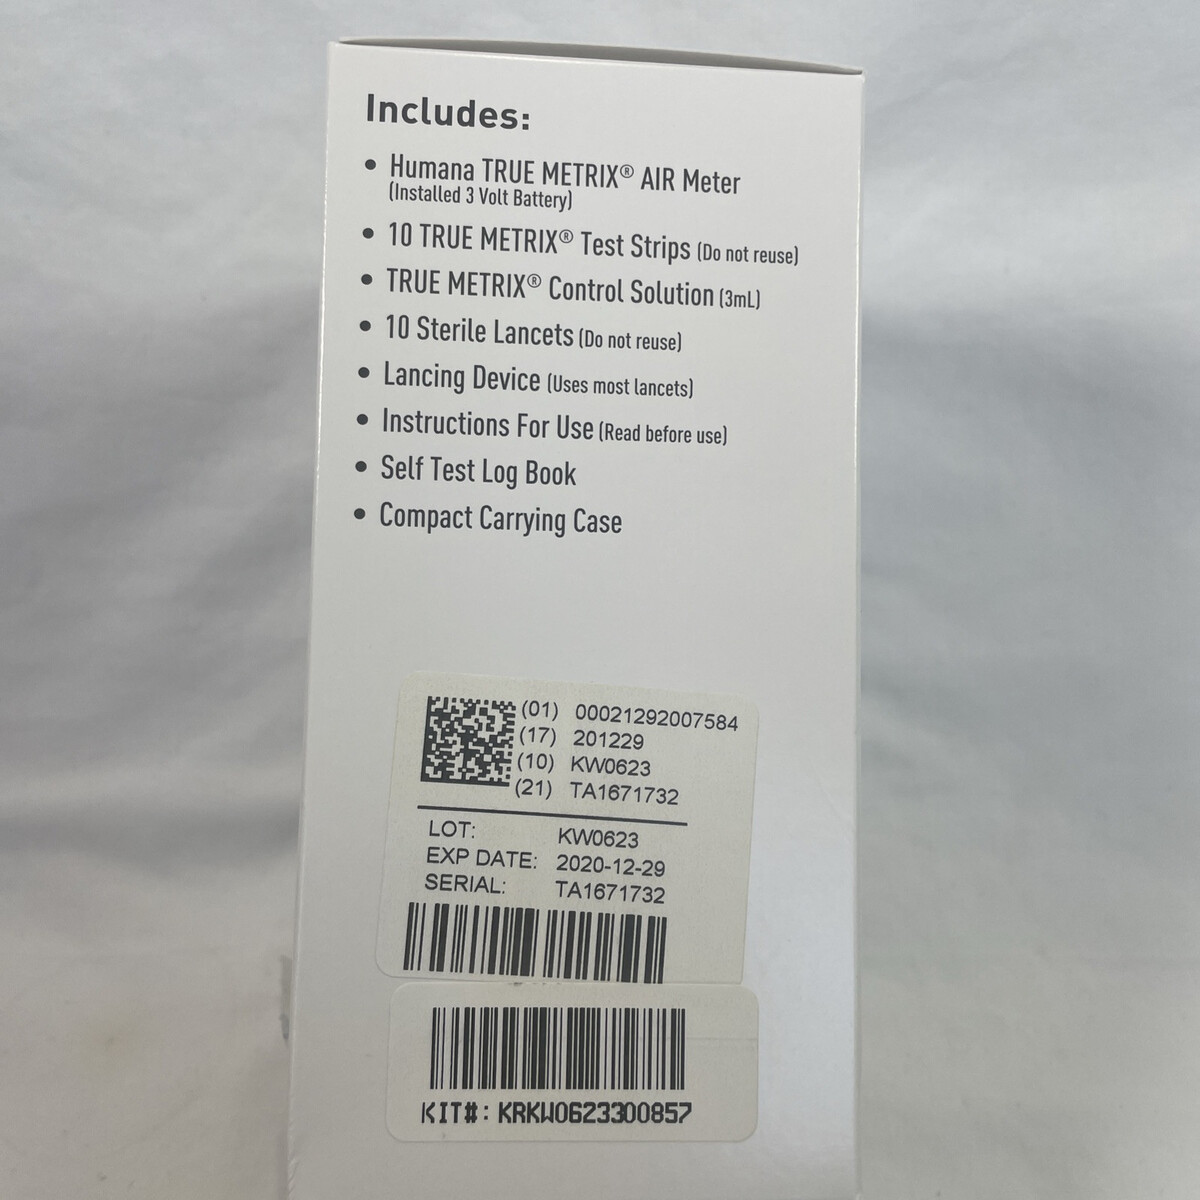 Includes:
• Humana TRUE METRIX® AIR Meter
(Installed 3 Volt Battery)
• 10 TRUE METRIX® Test Strips (Do not reuse)
• TRUE METRIX® Control Solution (3mL)
• 10 Sterile Lancets (Do not reuse)
• Lancing Device (Uses most lancets)
• Instructions For Use (Read before use)
• Self Test Log Book
• Compact Carrying Case
(01) 00021292007584
(17) 201229
(10) KW0623
(21) TA1671732
LOT: KW0623
EXP DATE: 2020-12-29
SERIAL: TA1671732
KIT#: KRKW0623300857